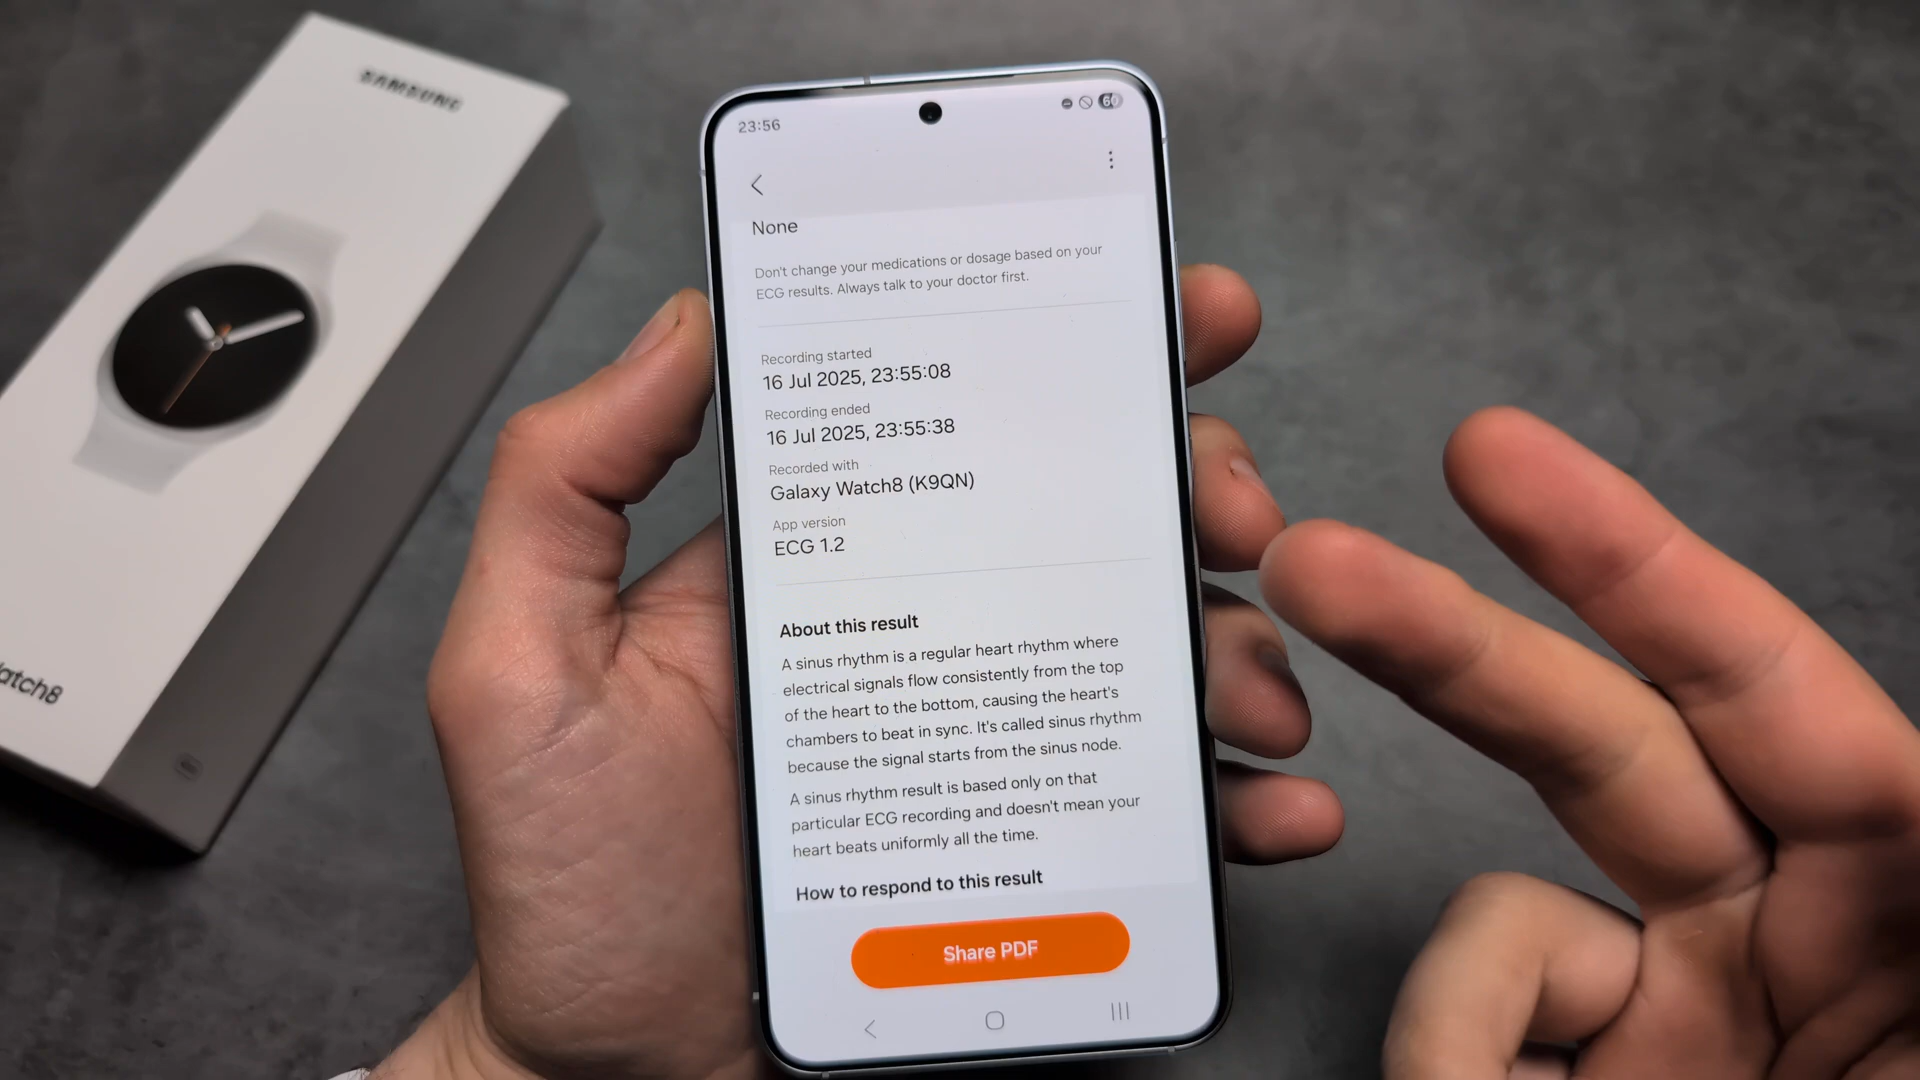 SAMSUNG
atch8
23:56
60
None
Don't change your medications or dosage based on your
ECG results. Always talk to your doctor first.
Recording started
16 Jul 2025, 23:55:08
Recording ended
16 Jul 2025, 23:55:38
Recorded with
Galaxy Watch8 (K9QN)
App version
ECG 1.2
About this result
A sinus rhythm is a regular heart rhythm where
electrical signals flow consistently from the top
of the heart to the bottom, causing the heart's
chambers to beat in sync. It's called sinus rhythm
because the signal starts from the sinus node.
A sinus rhythm result is based only on that
particular ECG recording and doesn't mean your
heart beats uniformly all the time.
How to respond to this result
Share PDF